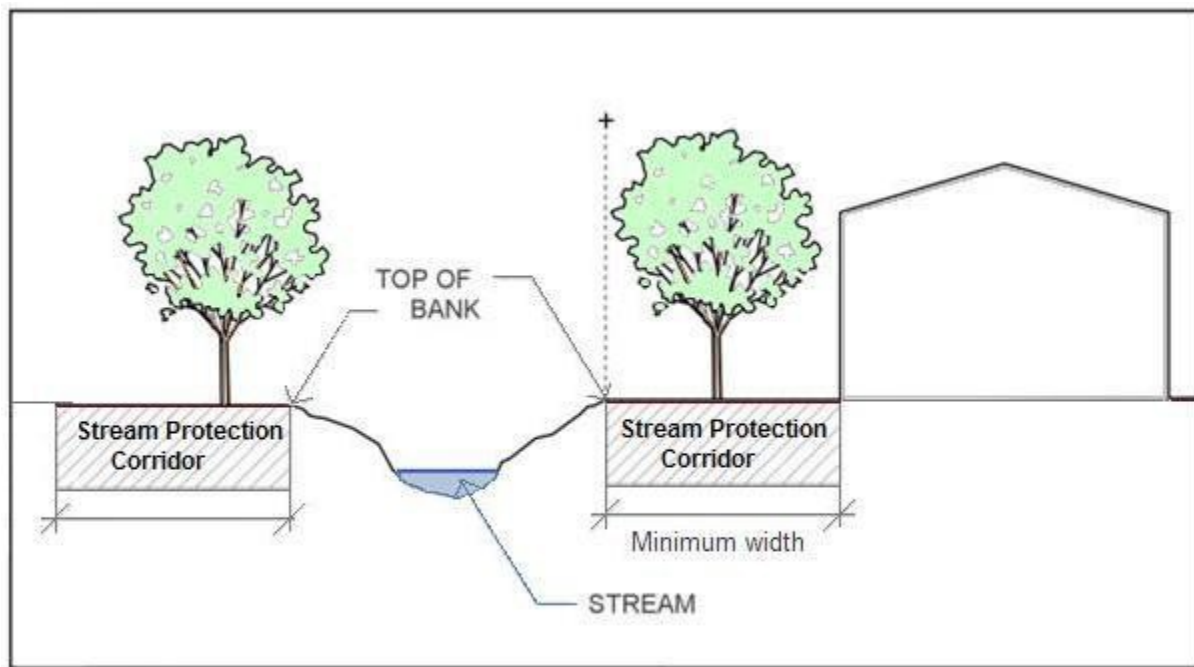 TOP OF
BANK
Stream Protection
Corridor
Stream Protection
Corridor
Minimum width
STREAM